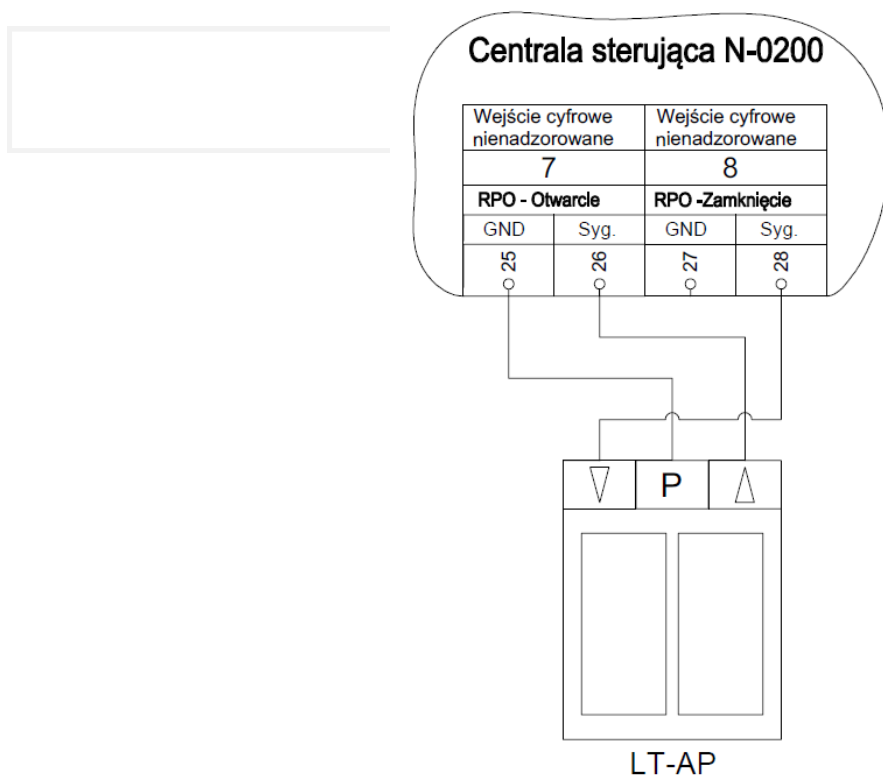 Centrala sterująca N-0200
Wejście cyfrowe nienadzorowane
Wejście cyfrowe nienadzorowane
7
8
RPO - Otwarcle
RPO -Zamknięcie
GND
Syg.
GND
Syg.
25
26
27
28
P
LT-AP